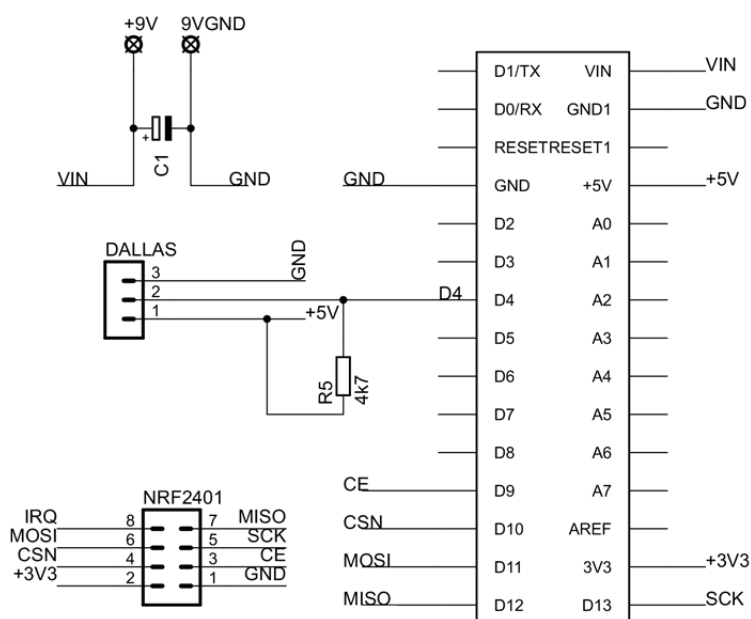 +9V 9VGND
C1
VIN GND
DALLAS
3 GND
2
1 +5V
R5 4k7
NRF2401
IRQ 8 7 MISO
MOSI 6 5 SCK
CSN 4 3 CE
+3V3 2 1 GND
D1/TX VIN VIN
D0/RX GND1 GND
RESET RESET1
GND GND +5V +5V
D2 A0
D3 A1
D4 D4 A2
D5 A3
D6 A4
D7 A5
D8 A6
CE D9 A7
CSN D10 AREF
MOSI D11 3V3 +3V3
MISO D12 D13 SCK